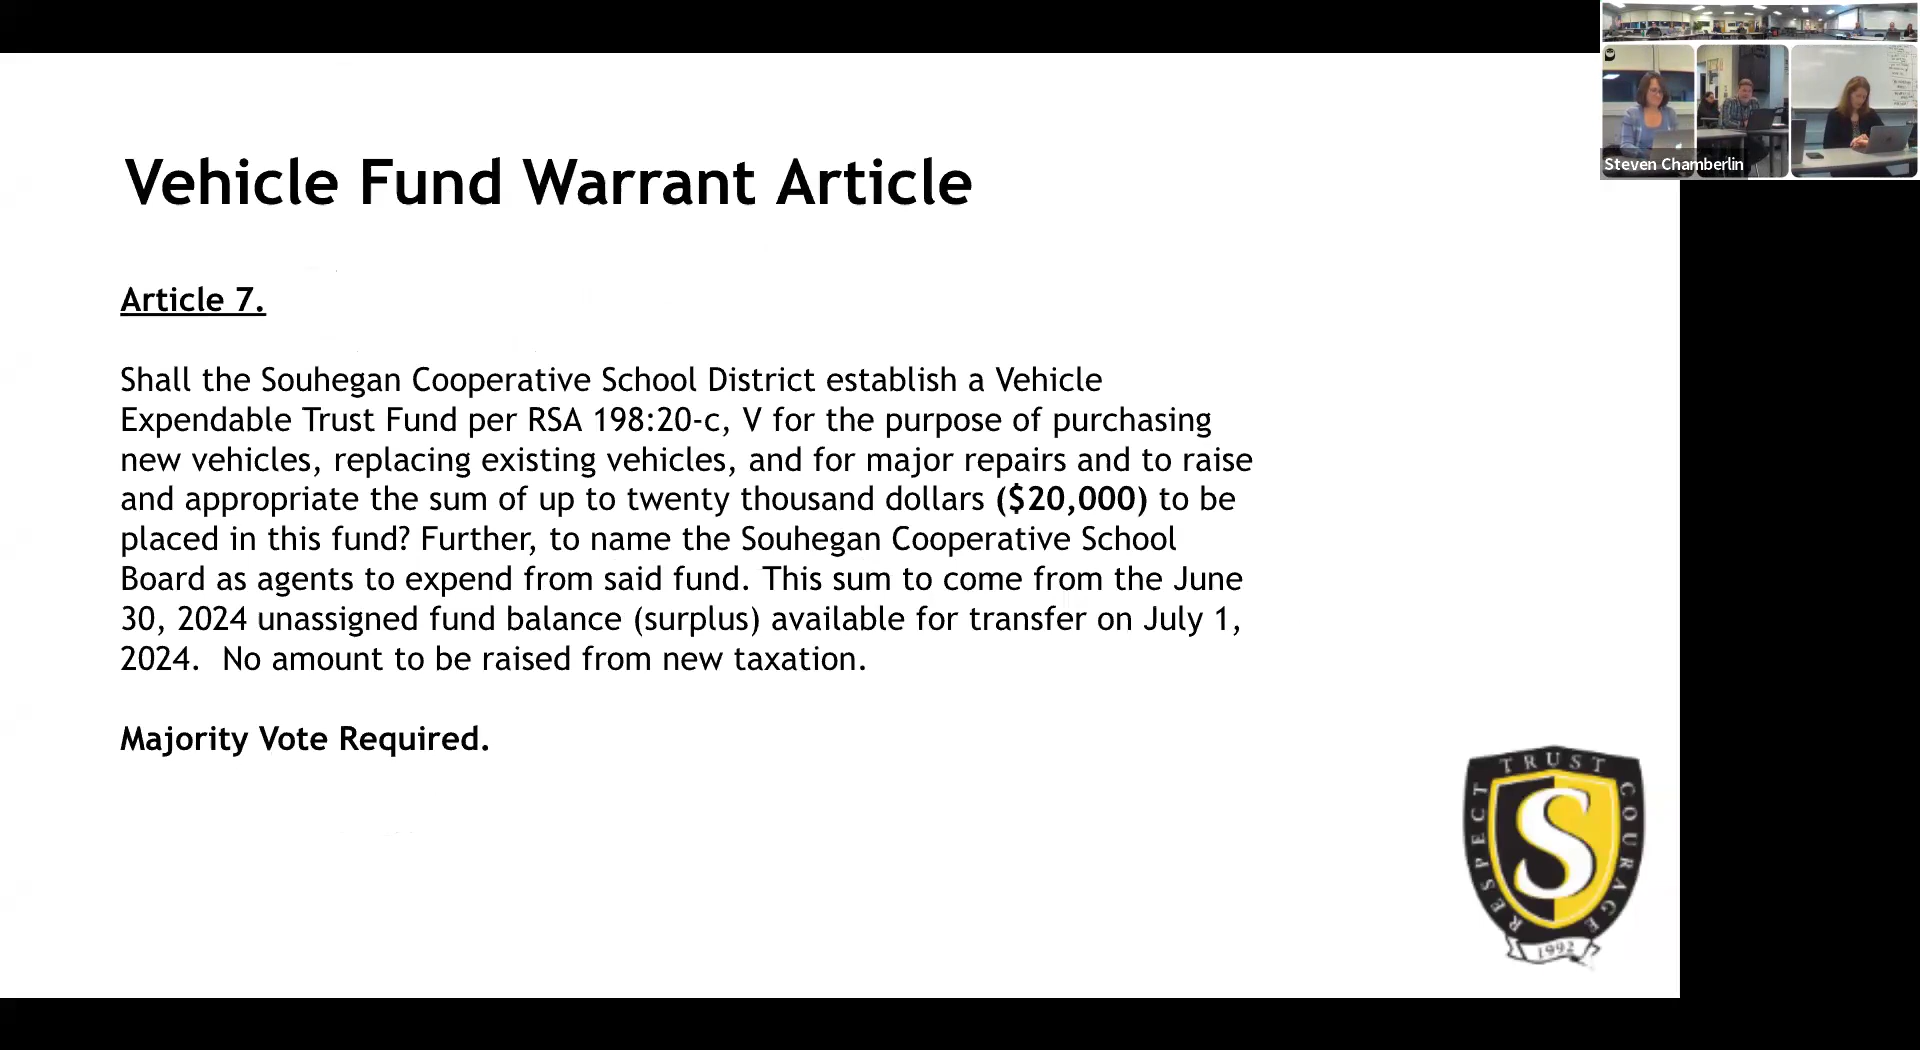 Steven Chamberlin
Vehicle Fund Warrant Article
Article 7.
Shall the Souhegan Cooperative School District establish a Vehicle
Expendable Trust Fund per RSA 198:20-c, V for the purpose of purchasing
new vehicles, replacing existing vehicles, and for major repairs and to raise
and appropriate the sum of up to twenty thousand dollars ($20,000) to be
placed in this fund? Further, to name the Souhegan Cooperative School
Board as agents to expend from said fund. This sum to come from the June
30, 2024 unassigned fund balance (surplus) available for transfer on July 1,
2024.  No amount to be raised from new taxation.
Majority Vote Required.
RESPECT TRUST COURAGE
S
1992